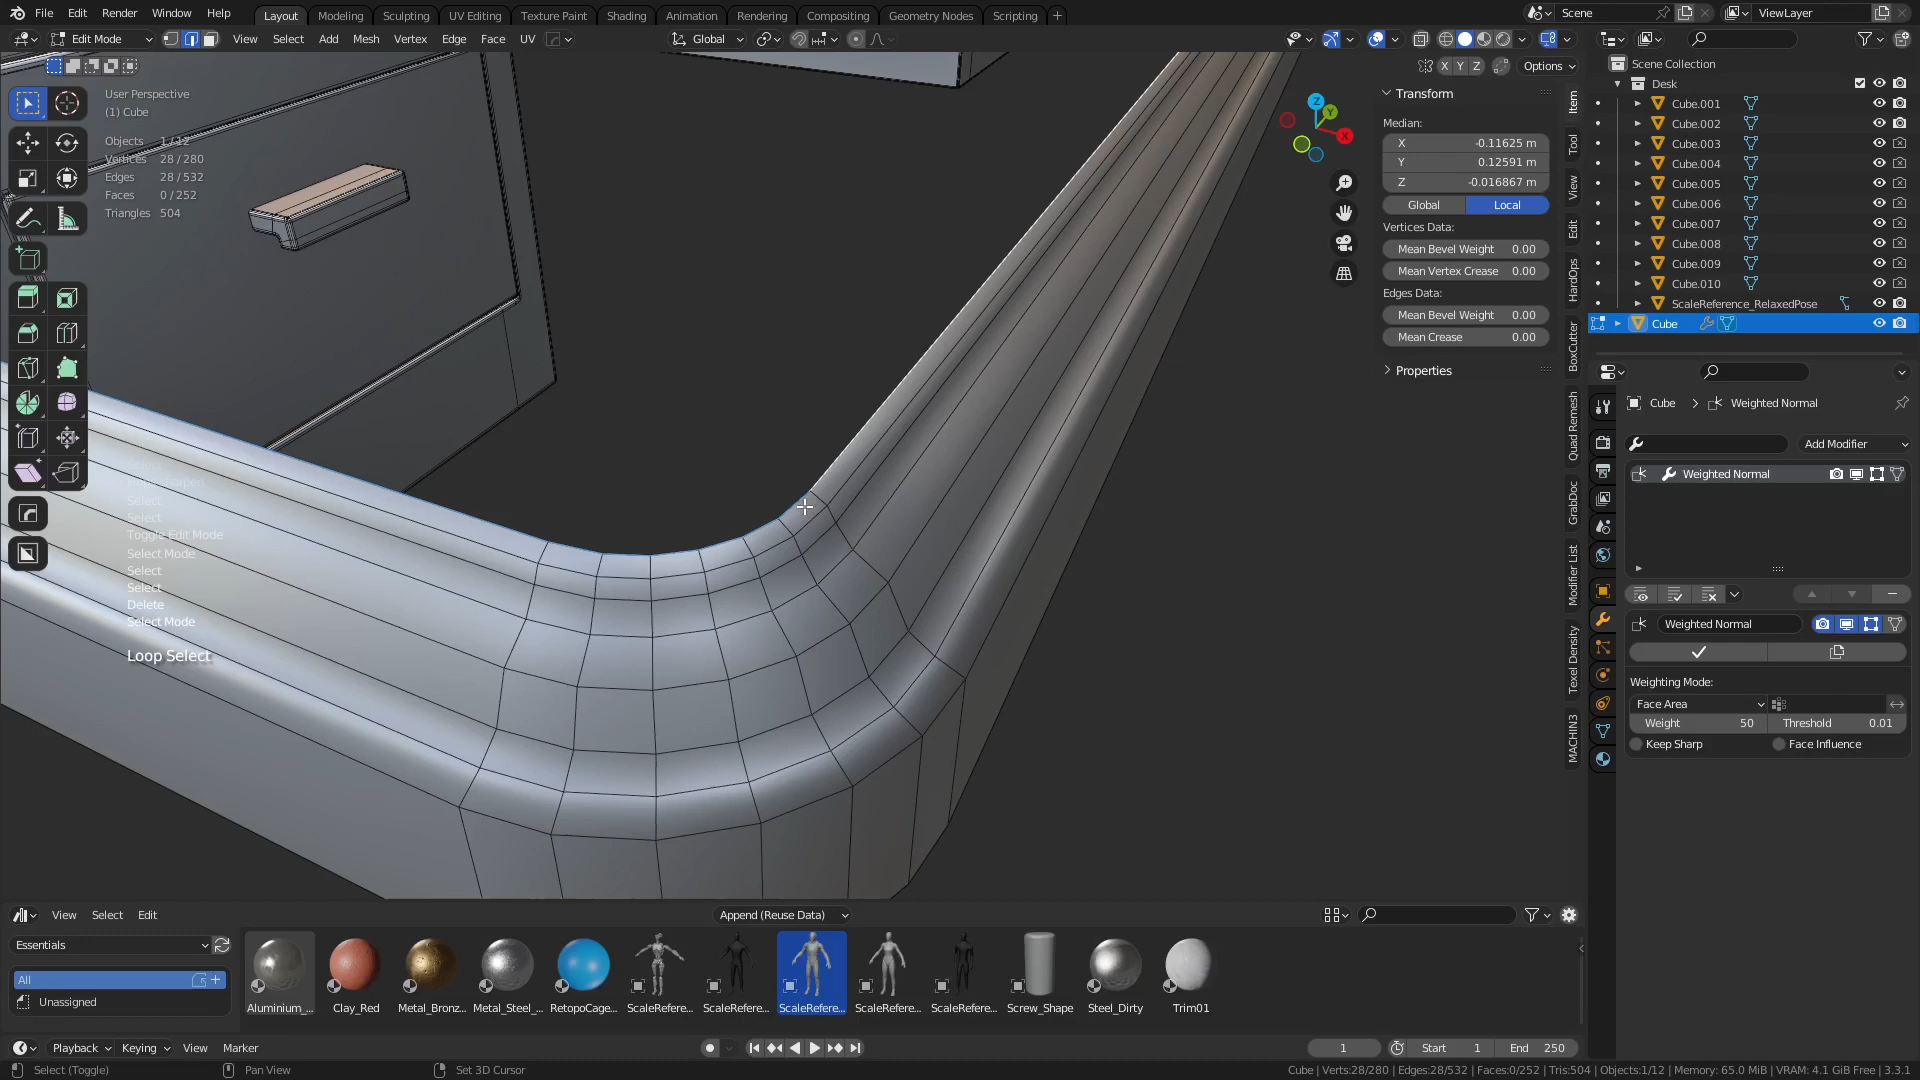 File Edit Render Window Help Layout Modeling Sculpting UV Editing Texture Paint Shading Animation Rendering Compositing Geometry Nodes Scripting + Scene ViewLayer
Edit Mode View Select Add Mesh Vertex Edge Face UV Global
X Y Z Options
User Perspective
(1) Cube
Objects 1/12
Vertices 28/280
Edges 28/532
Faces 0/252
Triangles 504
Select
Select
Select
Toggle Edit Mode
Select Mode
Select
Select
Delete
Select Mode
Loop Select
Z
Y
X
Transform
Median:
X -0.11625 m
Y 0.12591 m
Z -0.016867 m
Global Local
Vertices Data:
Mean Bevel Weight 0.00
Mean Vertex Crease 0.00
Edges Data:
Mean Bevel Weight 0.00
Mean Crease 0.00
Properties
Item
Tool
View
Edit
HardOps
BoxCutter
Quad Remesh
GrabDoc
Modifier List
Texel Density
MACHIN3
Scene Collection
Desk
Cube.001
Cube.002
Cube.003
Cube.004
Cube.005
Cube.006
Cube.007
Cube.008
Cube.009
Cube.010
ScaleReference_RelaxedPose
Cube
Cube > Weighted Normal
Add Modifier
Weighted Normal
Weighted Normal
Weighting Mode:
Face Area
Weight 50 Threshold 0.01
Keep Sharp Face Influence
View Select Edit Append (Reuse Data)
Essentials
All
Unassigned
Aluminium_... Clay_Red Metal_Bronz... Metal_Steel_... RetopoCage... ScaleRefere... ScaleRefere... ScaleRefere... ScaleRefere... ScaleRefere... Screw_Shape Steel_Dirty Trim01
Playback Keying View Marker 1 Start 1 End 250
Select (Toggle) Pan View Set 3D Cursor Cube | Verts:28/280 | Edges:28/532 | Faces:0/252 | Tris:504 | Objects:1/12 | Memory: 65.0 MiB | VRAM: 4.1 GiB Free | 3.3.1